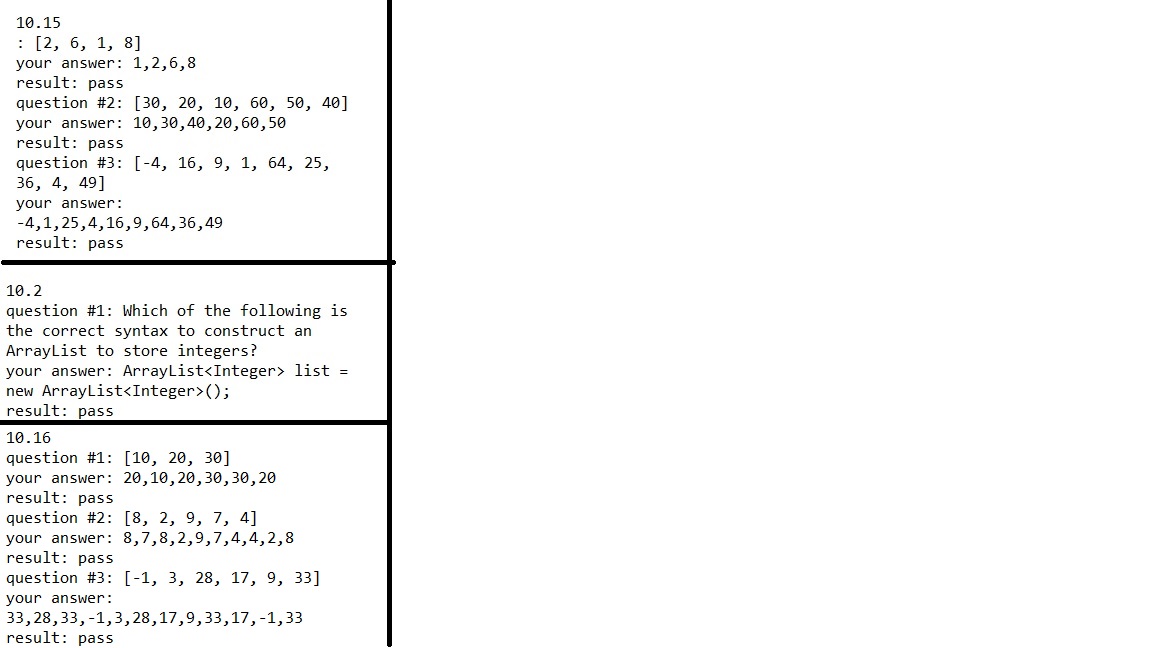 10.15
: [2, 6, 1, 8]
your answer: 1,2,6,8
result: pass
question #2: [30, 20, 10, 60, 50, 40]
your answer: 10,30,40,20,60,50
result: pass
question #3: [-4, 16, 9, 1, 64, 25,
36, 4, 49]
your answer:
-4,1,25,4,16,9,64,36,49
result: pass
10.2
question #1: Which of the following is
the correct syntax to construct an
ArrayList to store integers?
your answer: ArrayList<Integer> list =
new ArrayList<Integer>();
result: pass
10.16
question #1: [10, 20, 30]
your answer: 20,10,20,30,30,20
result: pass
question #2: [8, 2, 9, 7, 4]
your answer: 8,7,8,2,9,7,4,4,2,8
result: pass
question #3: [-1, 3, 28, 17, 9, 33]
your answer:
33,28,33,-1,3,28,17,9,33,17,-1,33
result: pass